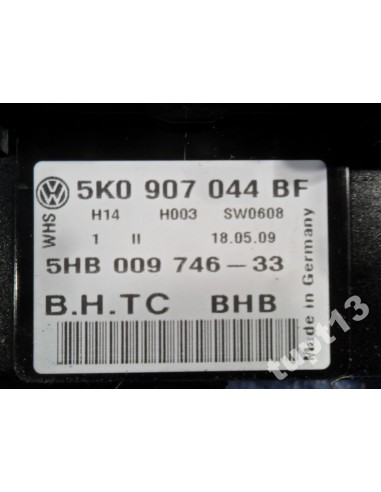 5K0 907 044 BF
WHS
H14 H003 SW0608
1 II 18.05.09
5HB 009 746-33
B.H.TC BHB
Made in Germany
turpt13